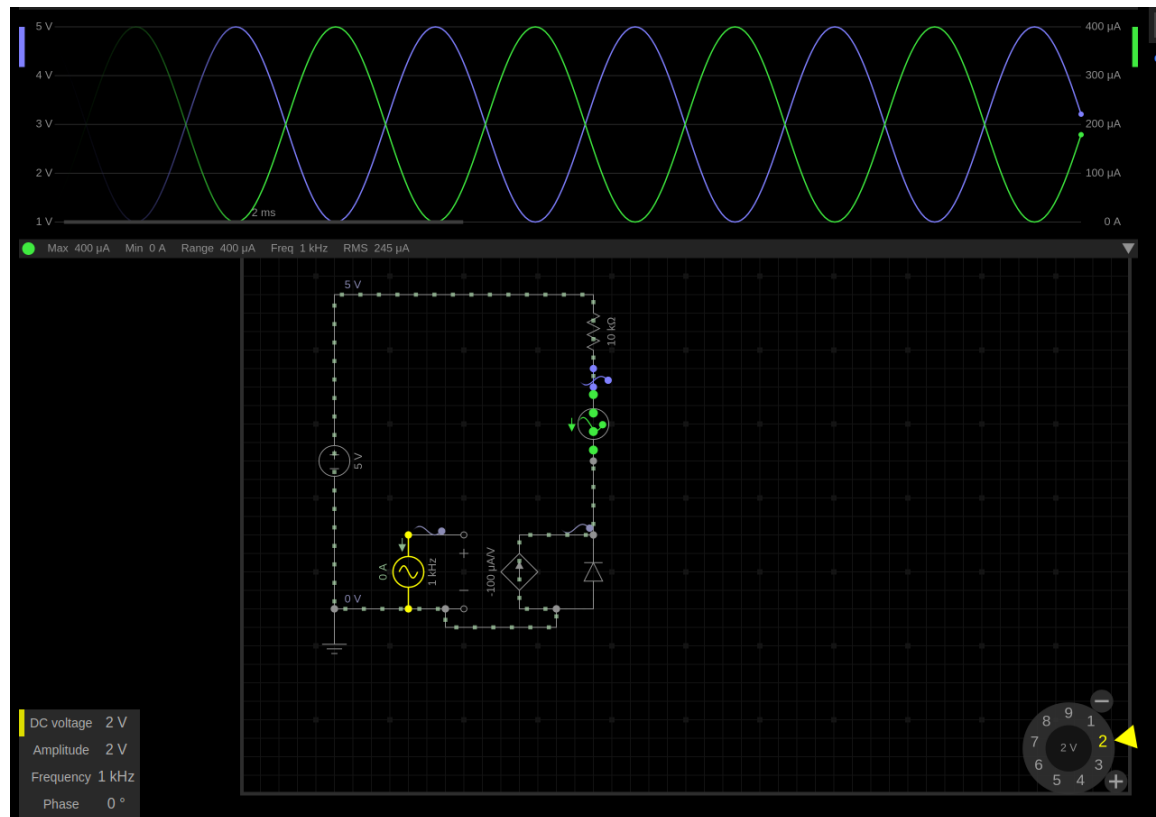 5 V
400 µA
4 V
300 µA
3 V
200 µA
2 V
100 µA
2 ms
1 V
0 A
Max 400 µA Min 0 A Range 400 µA Freq 1 kHz RMS 245 µA
5 V
10 kΩ
5 V
0 A
1 kHz
+
−
-100 µA/V
0 V
DC voltage 2 V
Amplitude 2 V
Frequency 1 kHz
Phase 0 °
−
9
8
1
7
2 V
2
6
3
5
4
+